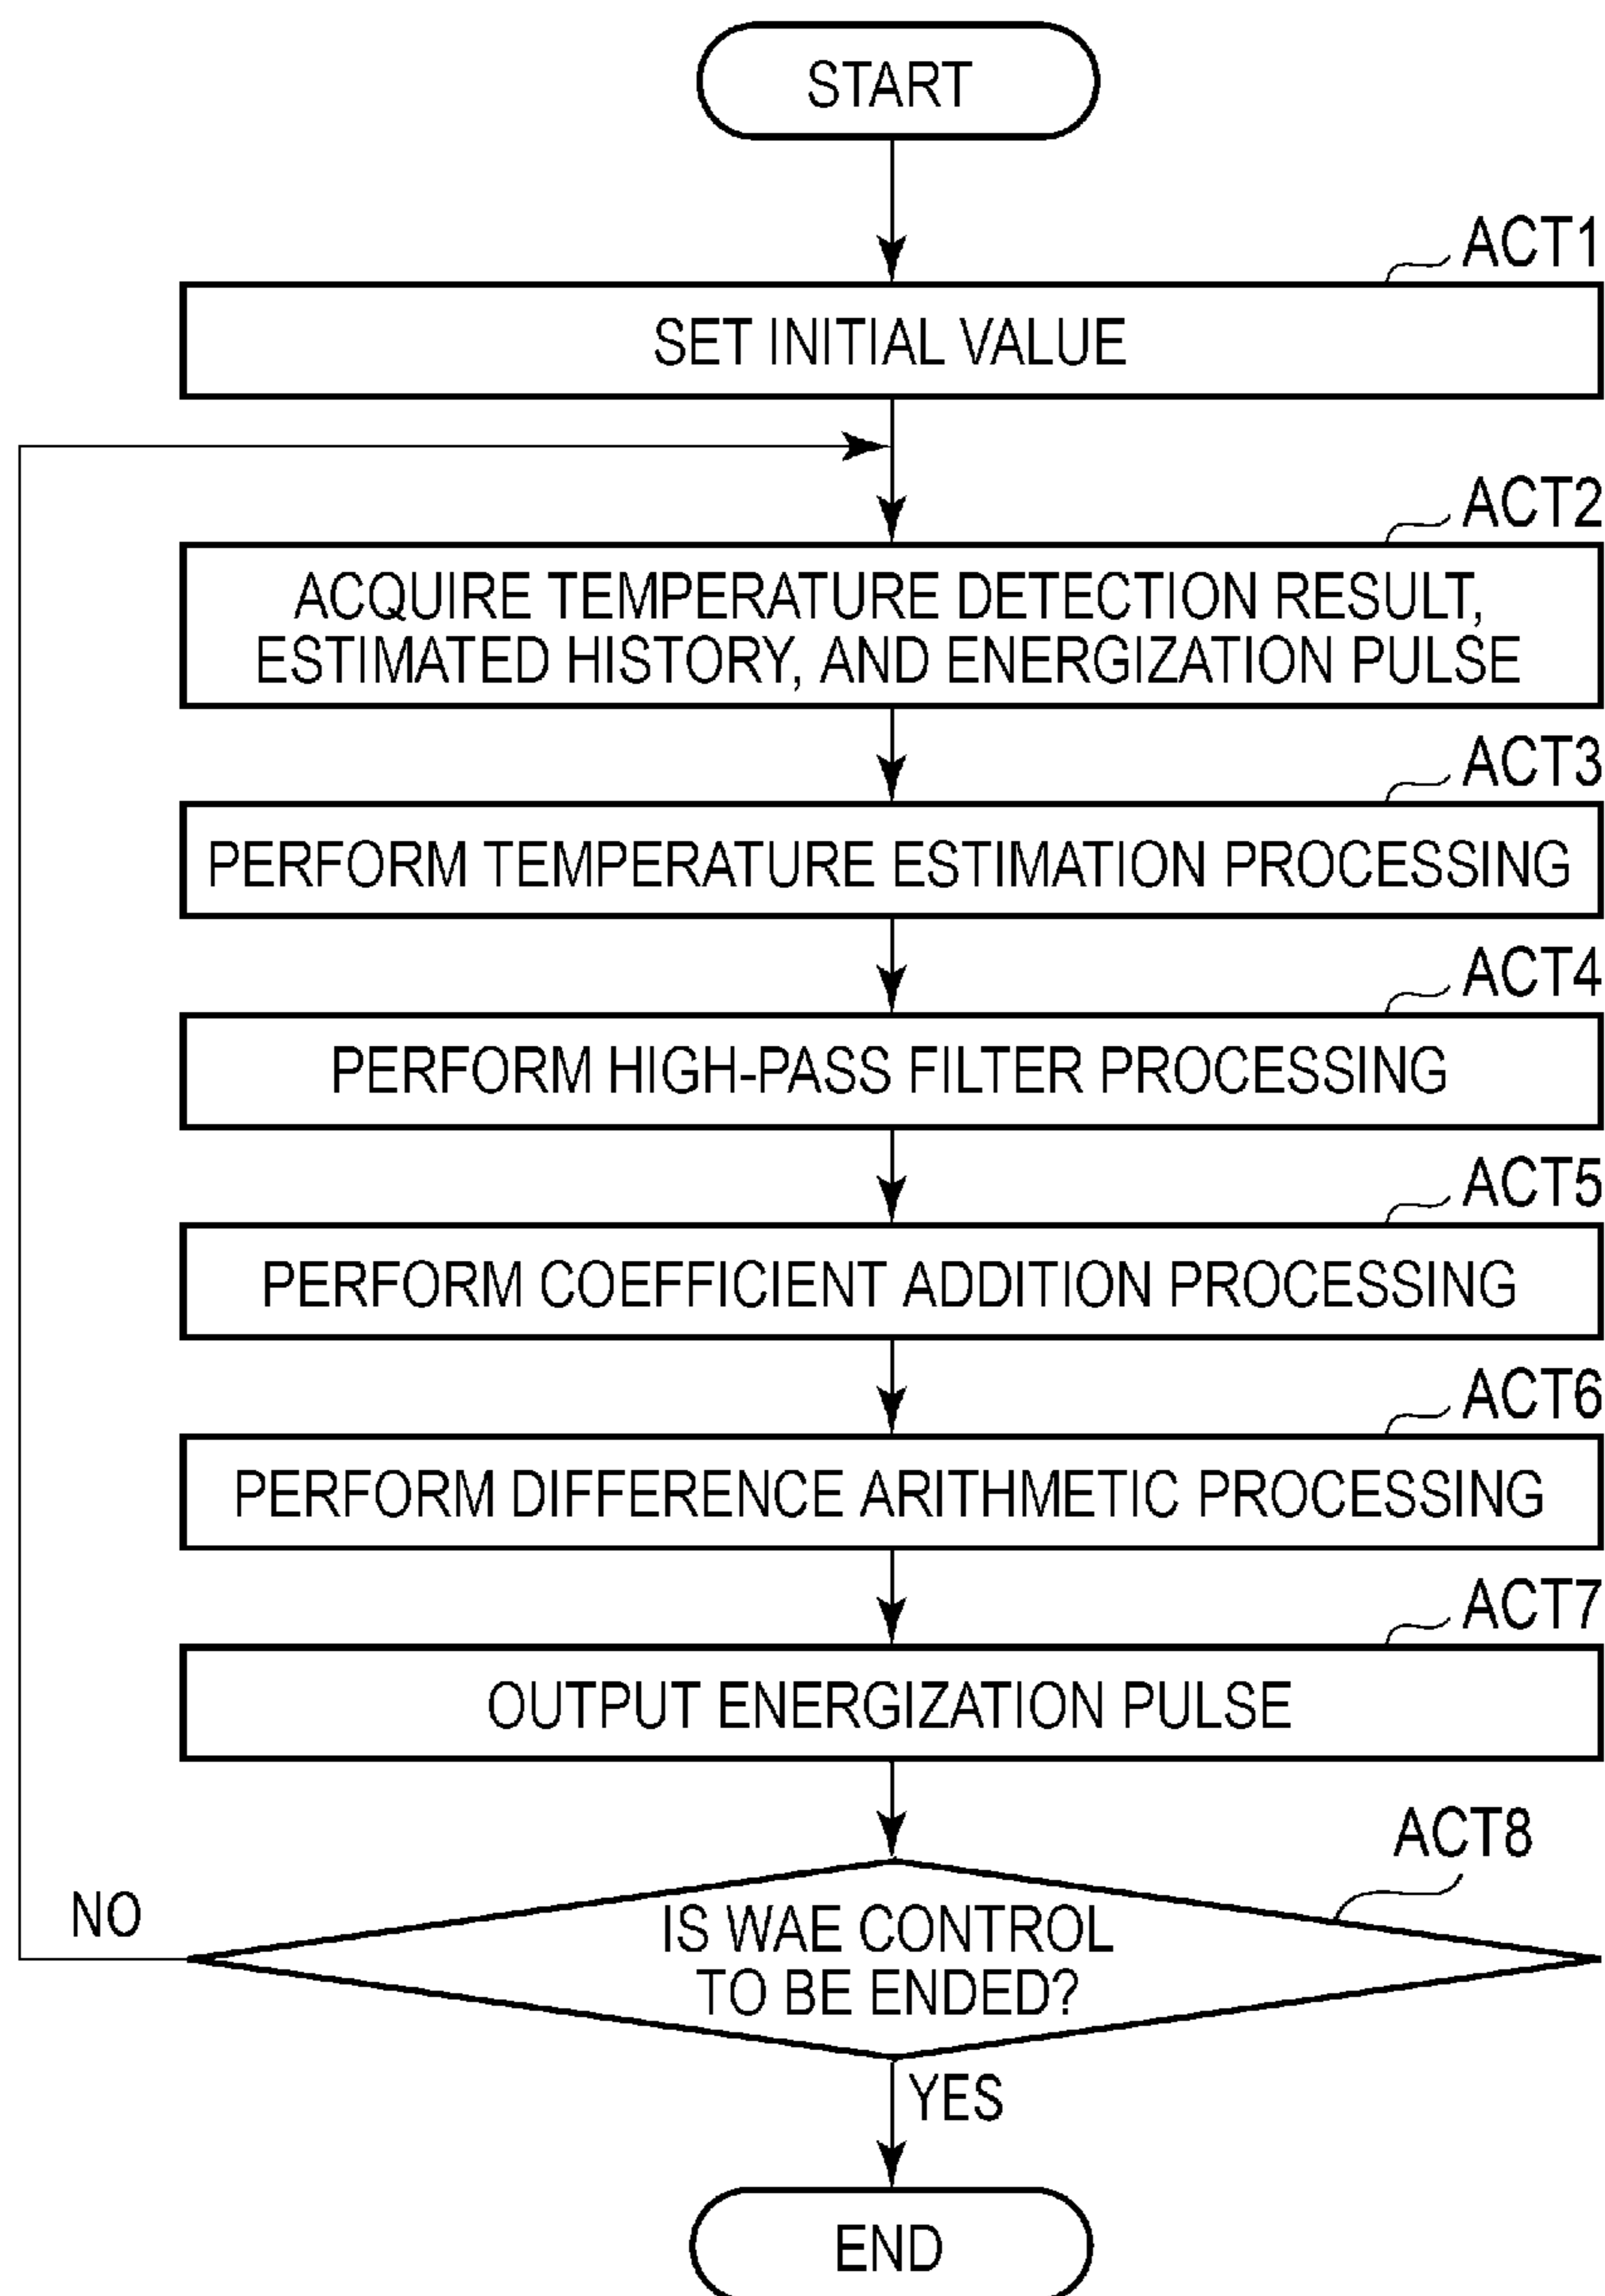 START
ACT1
SET INITIAL VALUE
ACT2
ACQUIRE TEMPERATURE DETECTION RESULT,
ESTIMATED HISTORY, AND ENERGIZATION PULSE
ACT3
PERFORM TEMPERATURE ESTIMATION PROCESSING
ACT4
PERFORM HIGH-PASS FILTER PROCESSING
ACT5
PERFORM COEFFICIENT ADDITION PROCESSING
ACT6
PERFORM DIFFERENCE ARITHMETIC PROCESSING
ACT7
OUTPUT ENERGIZATION PULSE
ACT8
NO
IS WAE CONTROL
TO BE ENDED?
YES
END